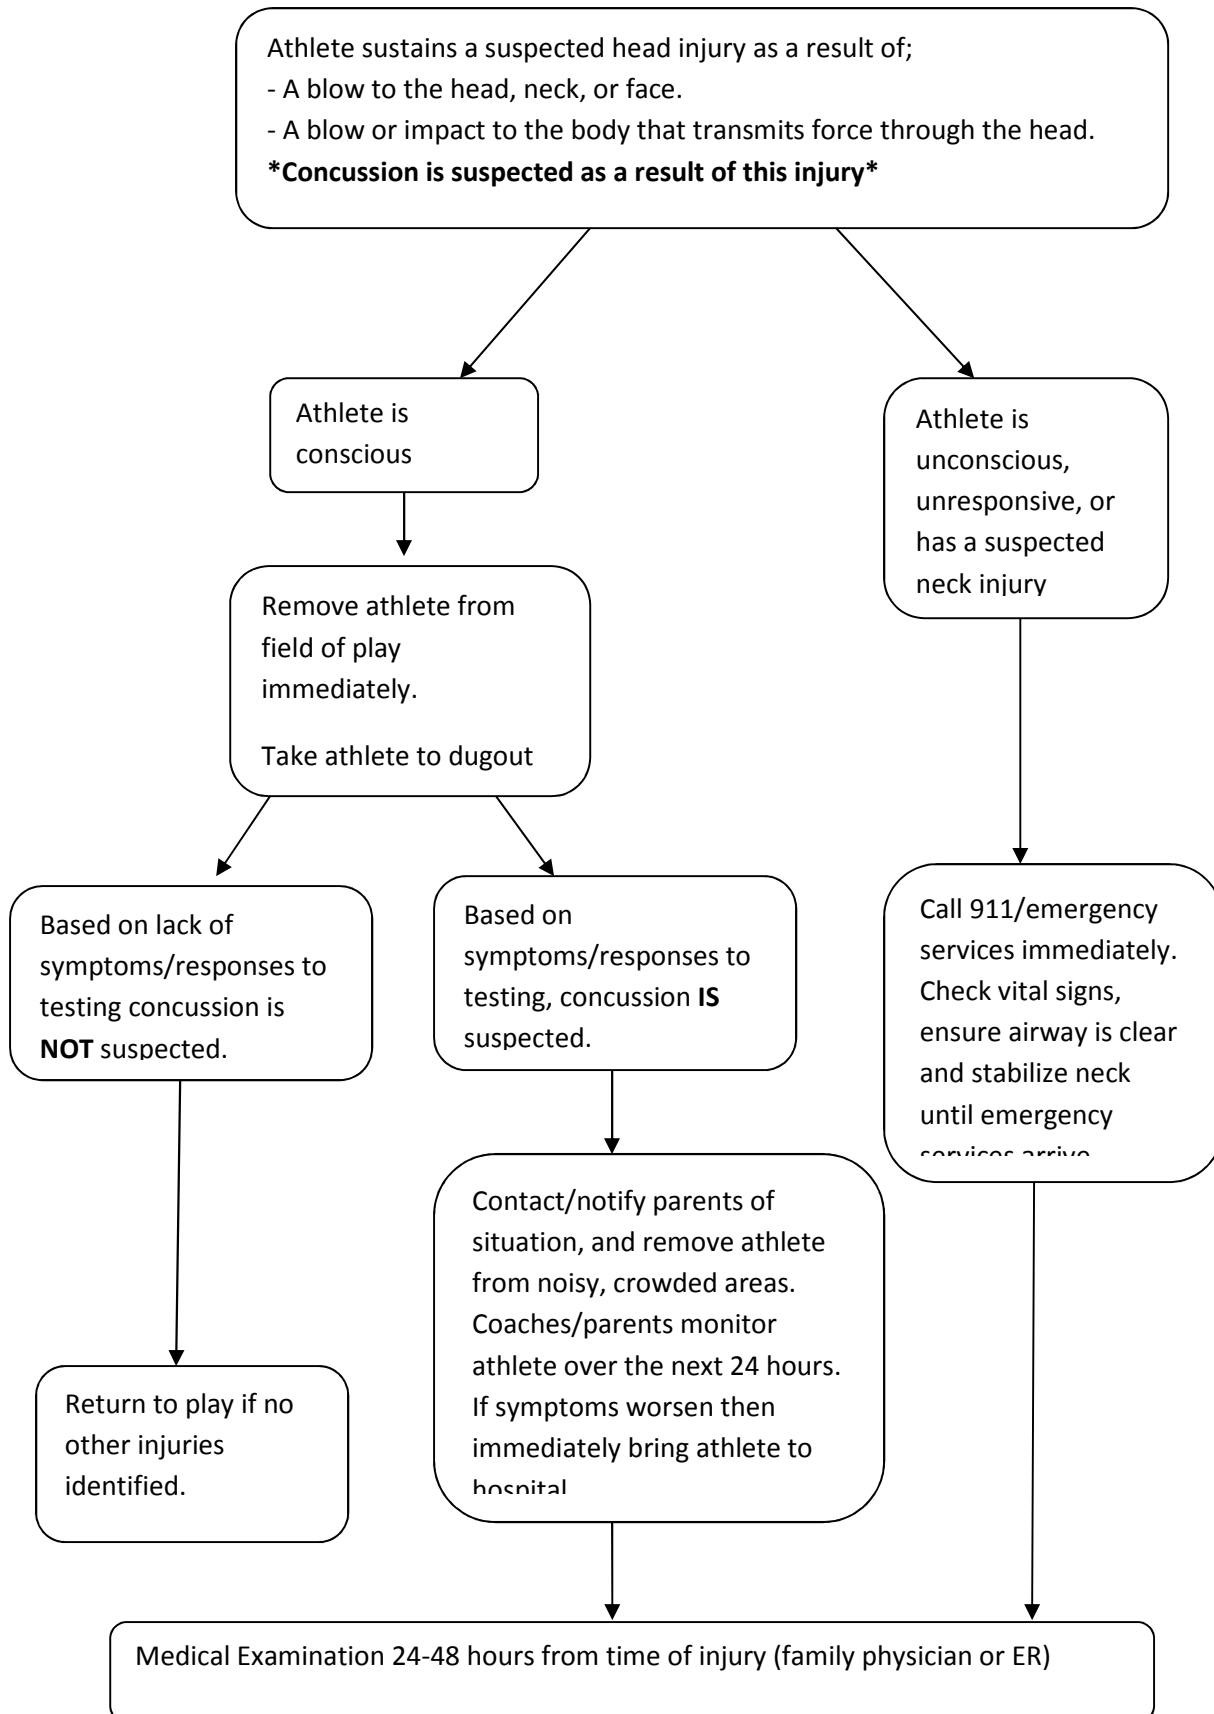 Athlete sustains a suspected head injury as a result of;
- A blow to the head, neck, or face.
- A blow or impact to the body that transmits force through the head.
*Concussion is suspected as a result of this injury*
Athlete is
conscious
Athlete is
unconscious,
unresponsive, or
has a suspected
neck injury
Remove athlete from
field of play
immediately.
Take athlete to dugout
Based on lack of
symptoms/responses to
testing concussion is
NOT suspected.
Based on
symptoms/responses to
testing, concussion IS
suspected.
Call 911/emergency
services immediately.
Check vital signs,
ensure airway is clear
and stabilize neck
until emergency
services arrive
Contact/notify parents of
situation, and remove athlete
from noisy, crowded areas.
Coaches/parents monitor
athlete over the next 24 hours.
If symptoms worsen then
immediately bring athlete to
hospital
Return to play if no
other injuries
identified.
Medical Examination 24-48 hours from time of injury (family physician or ER)